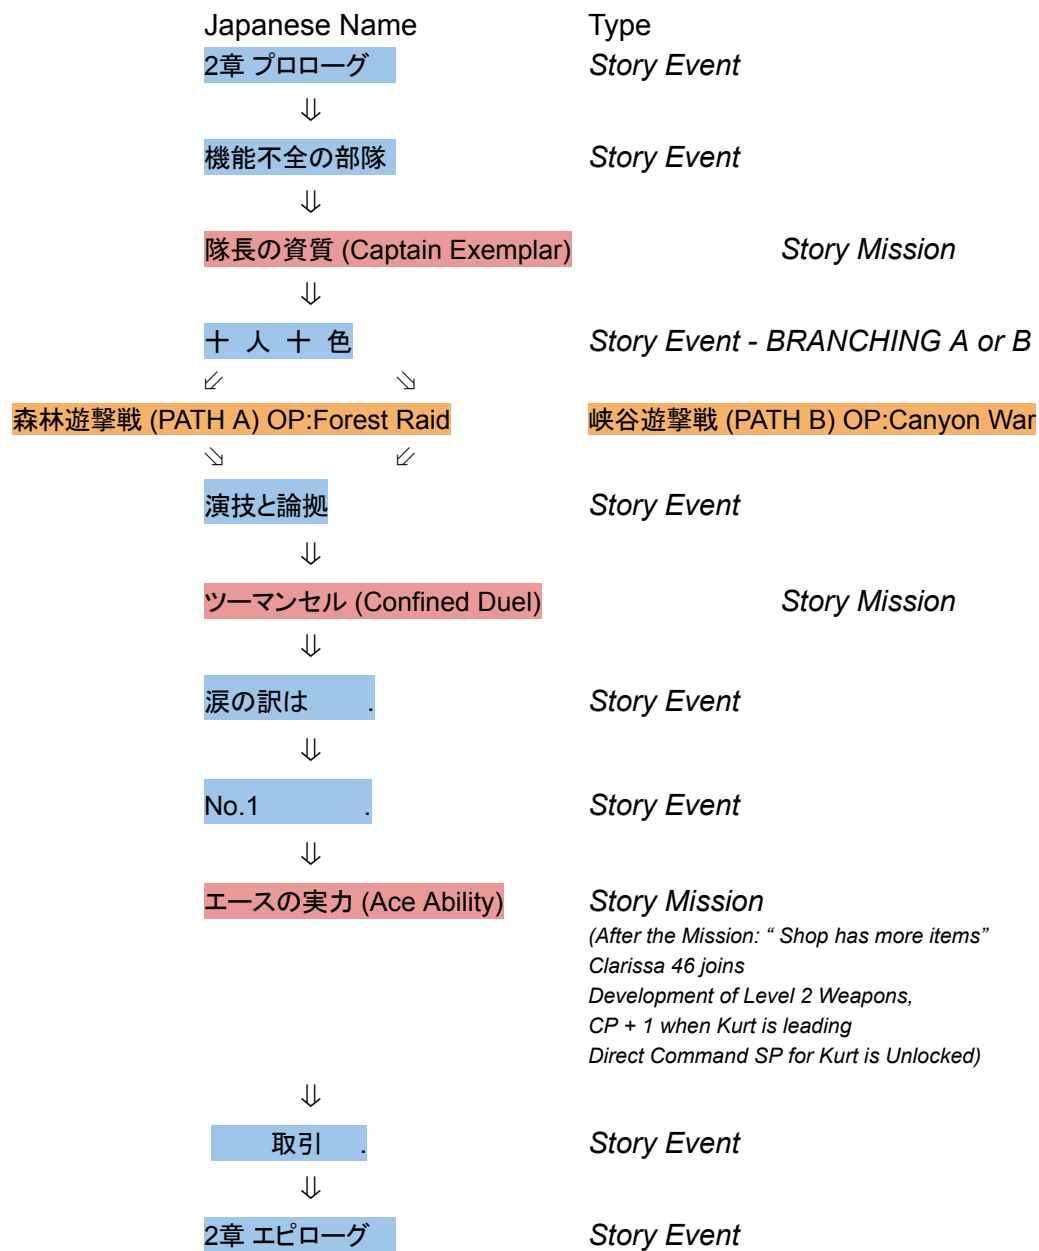 Japanese Name Type
2章 プロローグ Story Event
⇓
機能不全の部隊 Story Event
⇓
隊長の資質 (Captain Exemplar) Story Mission
⇓
十 人 十 色 Story Event - BRANCHING A or B
⇙ ⇘
森林遊撃戦 (PATH A) OP:Forest Raid 峡谷遊撃戦 (PATH B) OP:Canyon War
⇘ ⇙
演技と論拠 Story Event
⇓
ツーマンセル (Confined Duel) Story Mission
⇓
涙の訳は . Story Event
⇓
No.1 . Story Event
⇓
エースの実力 (Ace Ability) Story Mission
(After the Mission: “ Shop has more items”
Clarissa 46 joins
Development of Level 2 Weapons,
CP + 1 when Kurt is leading
Direct Command SP for Kurt is Unlocked)
⇓
取引 . Story Event
⇓
2章 エピローグ Story Event